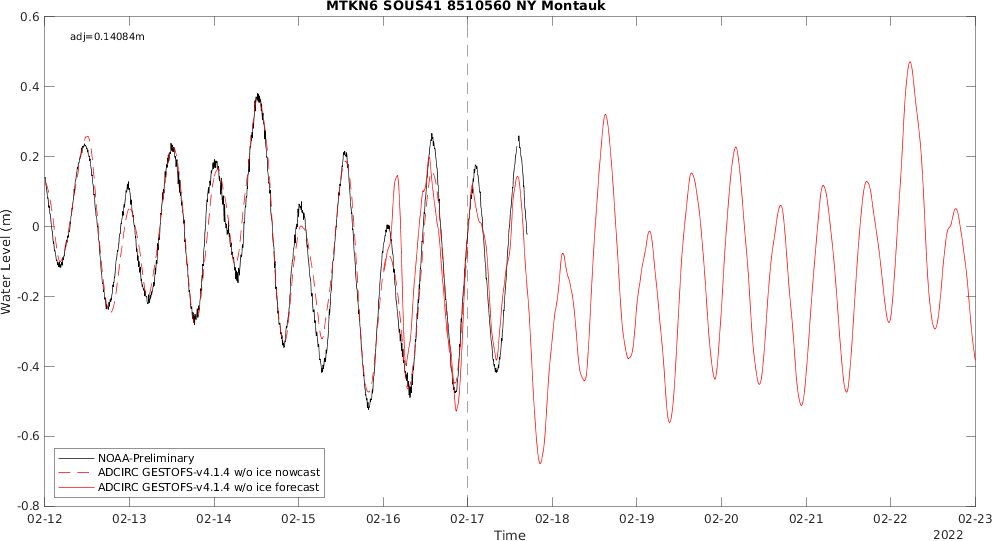 MTKN6 SOUS41 8510560 NY Montauk
adj=0.14084m
0.6
0.4
0.2
0
-0.2
-0.4
-0.6
-0.8
Water Level (m)
NOAA-Preliminary
ADCIRC GESTOFS-v4.1.4 w/o ice nowcast
ADCIRC GESTOFS-v4.1.4 w/o ice forecast
02-12 02-13 02-14 02-15 02-16 02-17 02-18 02-19 02-20 02-21 02-22 02-23
Time
2022